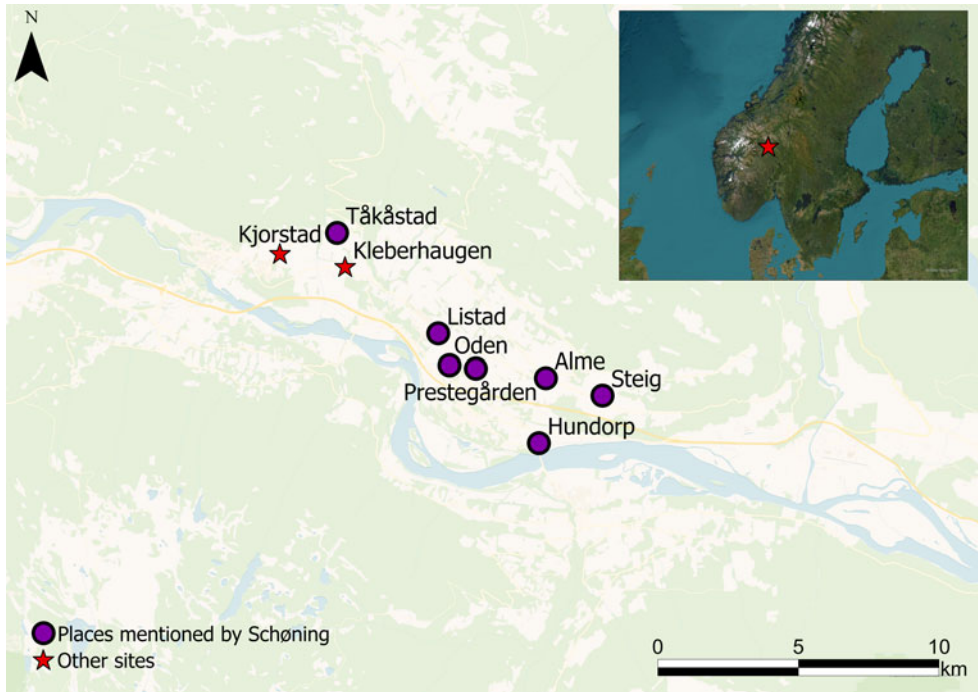 N
Tåkåstad
Kjorstad
Kleberhaugen
Listad
Oden
Alme
Prestegården
Steig
Hundorp
Places mentioned by Schøning
Other sites
0 5 10
km